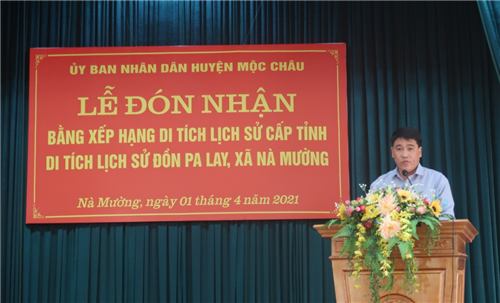 ỦY BAN NHÂN DÂN HUYỆN MỘC CHÂU
LỄ ĐÓN NHẬN
BẰNG XẾP HẠNG DI TÍCH LỊCH SỬ CẤP TỈNH
DI TÍCH LỊCH SỬ ĐỒN PA LAY, XÃ NÀ MƯỜNG
Nà Mường, ngày 01 tháng 4 năm 2021